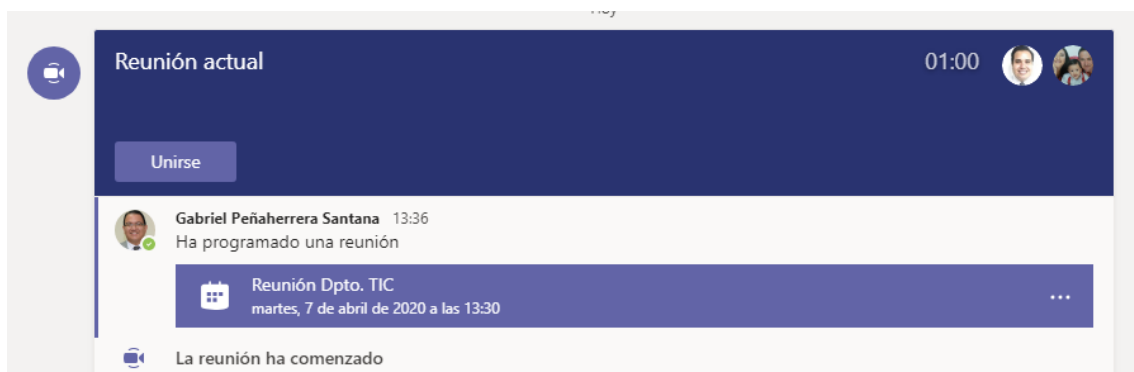 Hoy
Reunión actual
01:00
Unirse
Gabriel Peñaherrera Santana 13:36
Ha programado una reunión
Reunión Dpto. TIC
martes, 7 de abril de 2020 a las 13:30
La reunión ha comenzado